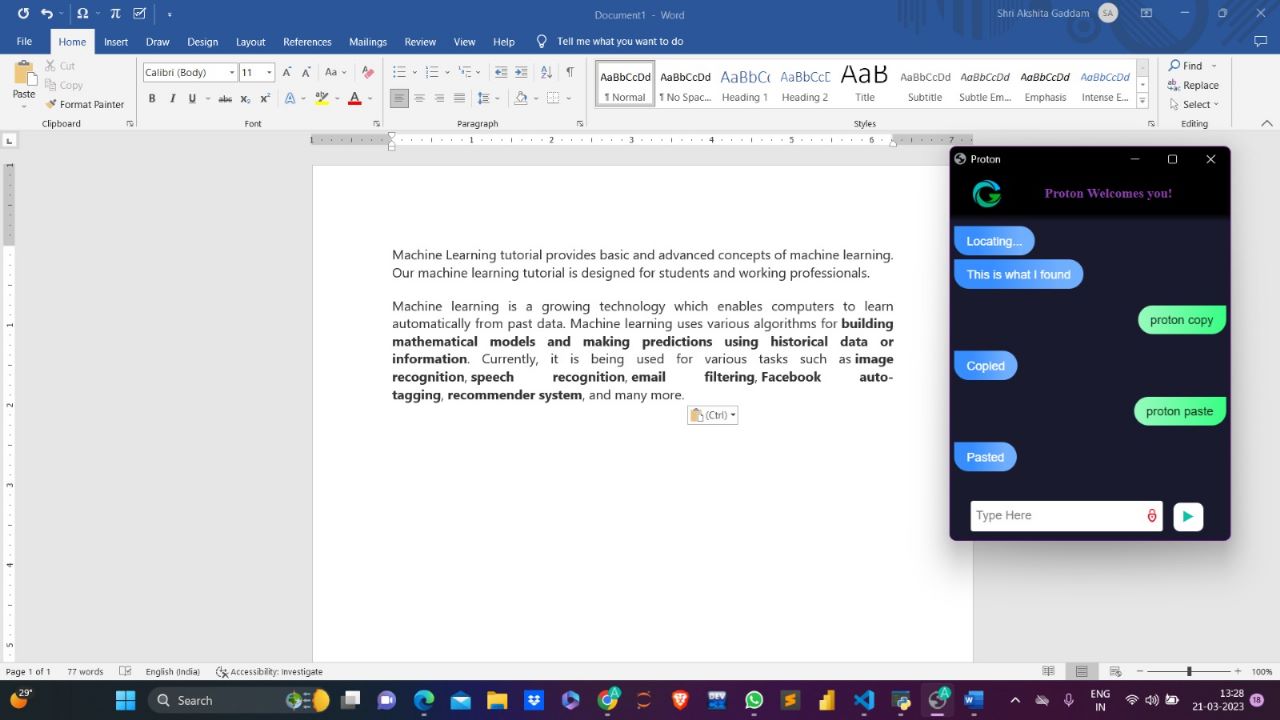 Document1 - Word
Shri Akshita Gaddam SA
File Home Insert Draw Design Layout References Mailings Review View Help Tell me what you want to do
Paste
Cut
Copy
Format Painter
Clipboard
Calibri (Body) 11
Font
Paragraph
AaBbCcDd AaBbCcDd AaBbCc AaBbCcD AaB AaBbCcDd AaBbCcDd AaBbCcDd AaBbCcDd
¶ Normal ¶ No Spac... Heading 1 Heading 2 Title Subtitle Subtle Em... Emphasis Intense E...
Styles
Find
Replace
Select
Editing
1 1 2 3 4 5 6 7
Machine Learning tutorial provides basic and advanced concepts of machine learning.
Our machine learning tutorial is designed for students and working professionals.
Machine learning is a growing technology which enables computers to learn
automatically from past data. Machine learning uses various algorithms for building
mathematical models and making predictions using historical data or
information. Currently, it is being used for various tasks such as image
recognition, speech recognition, email filtering, Facebook auto-
tagging, recommender system, and many more.
(Ctrl)
Proton
Proton Welcomes you!
Locating...
This is what I found
proton copy
Copied
proton paste
Pasted
Type Here
Page 1 of 1 77 words English (India) Accessibility: Investigate 100%
29°
Search
ENG
IN
13:28
21-03-2023
18